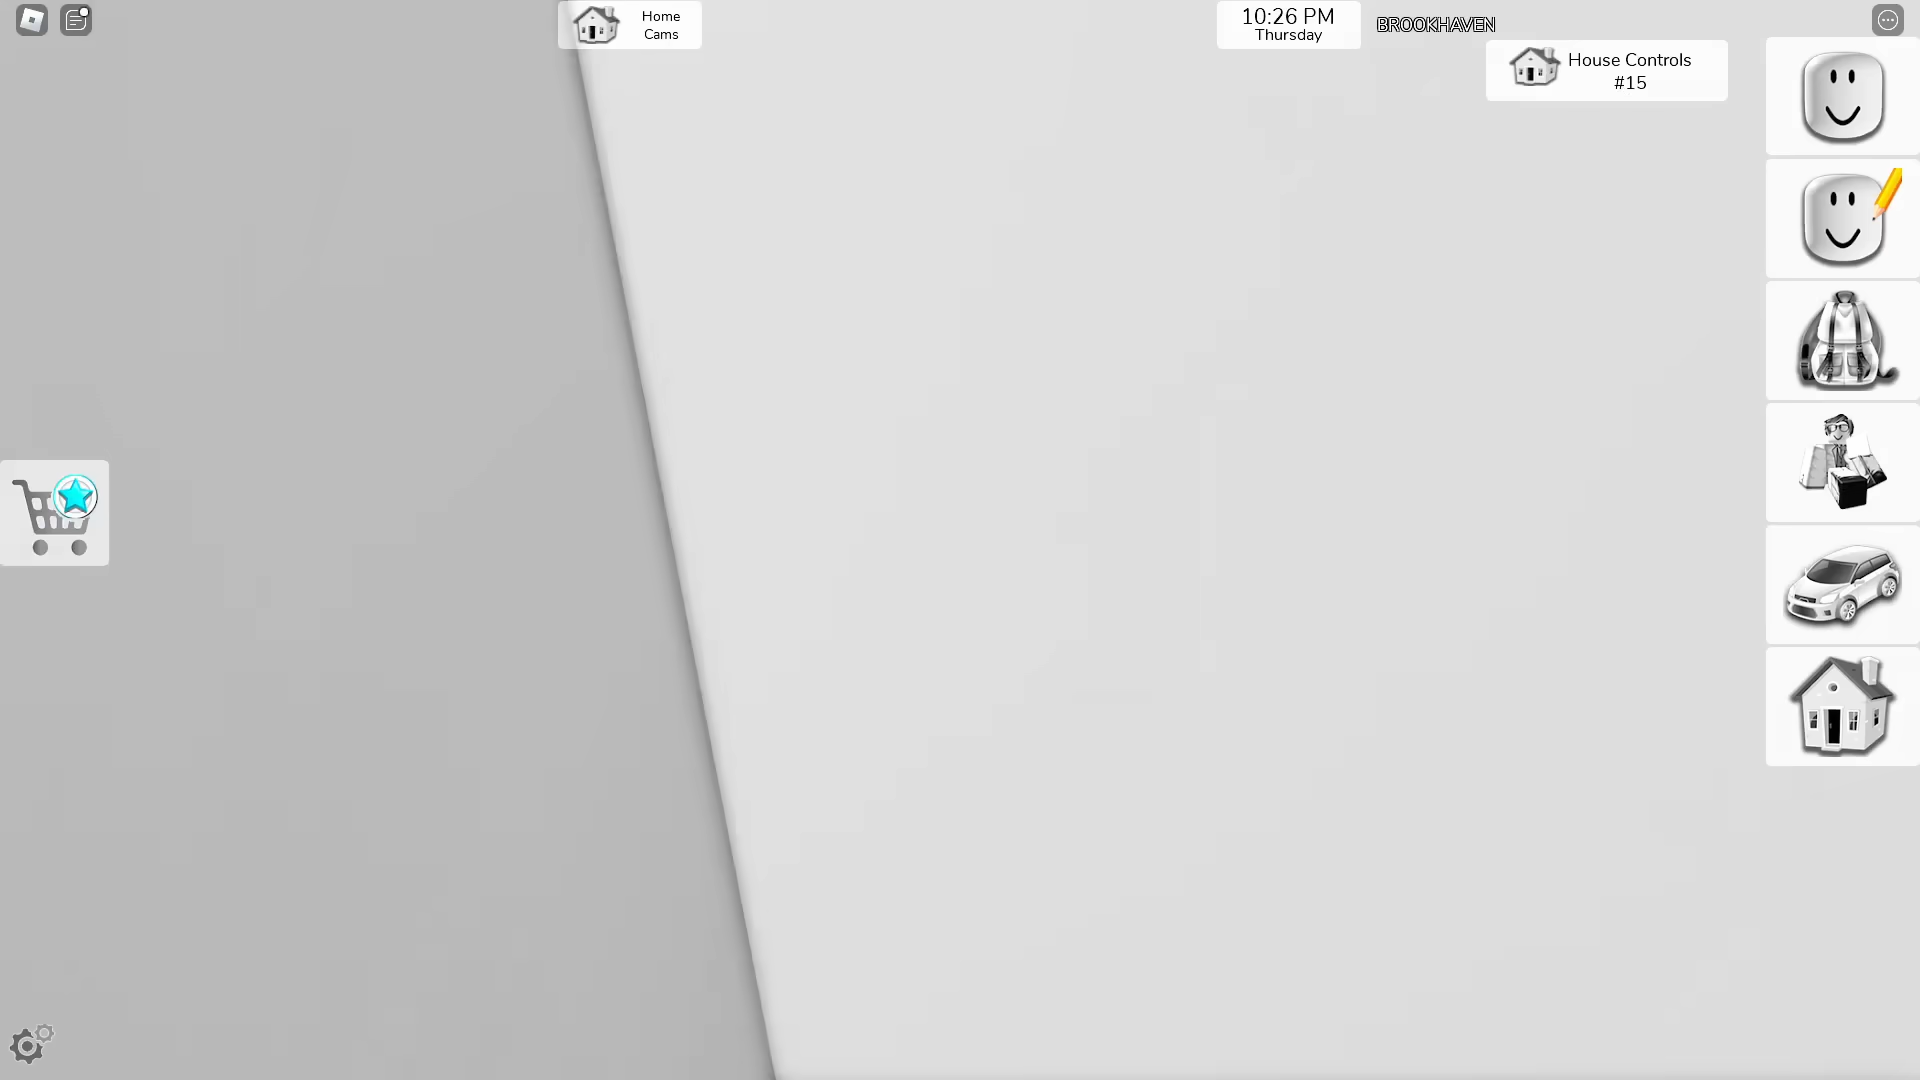 Home
Cams
10:26 PM
Thursday
BROOKHAVEN
House Controls
#15